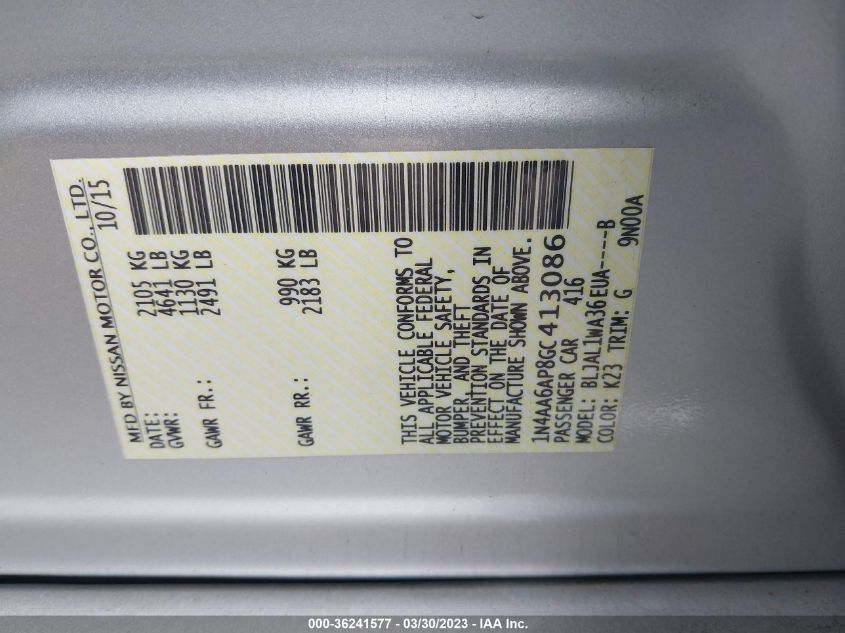 MFD BY NISSAN MOTOR CO., LTD.
DATE: 10/15
GVWR: 2105 KG
4641 LB
GAWR FR.: 1130 KG
2491 LB
GAWR RR.: 990 KG
2183 LB
THIS VEHICLE CONFORMS TO
ALL APPLICABLE FEDERAL
MOTOR VEHICLE SAFETY,
BUMPER, AND THEFT
PREVENTION STANDARDS IN
EFFECT ON THE DATE OF
MANUFACTURE SHOWN ABOVE.
1N4AA6AP8GC413086
PASSENGER CAR 416
MODEL: BLJAL1WA36EUA----B
COLOR: K23 TRIM: G 9N00A
000-36241577 - 03/30/2023 - IAA Inc.